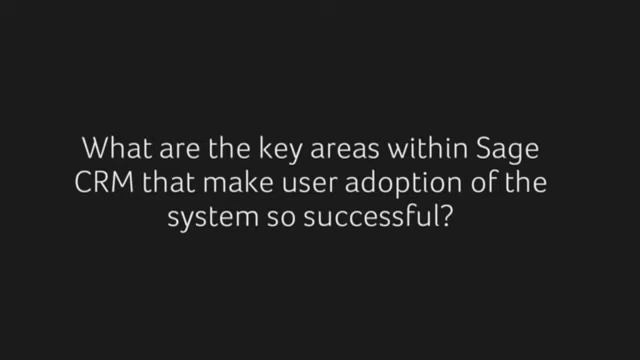 What are the key areas within Sage
CRM that make user adoption of the
system so successful?